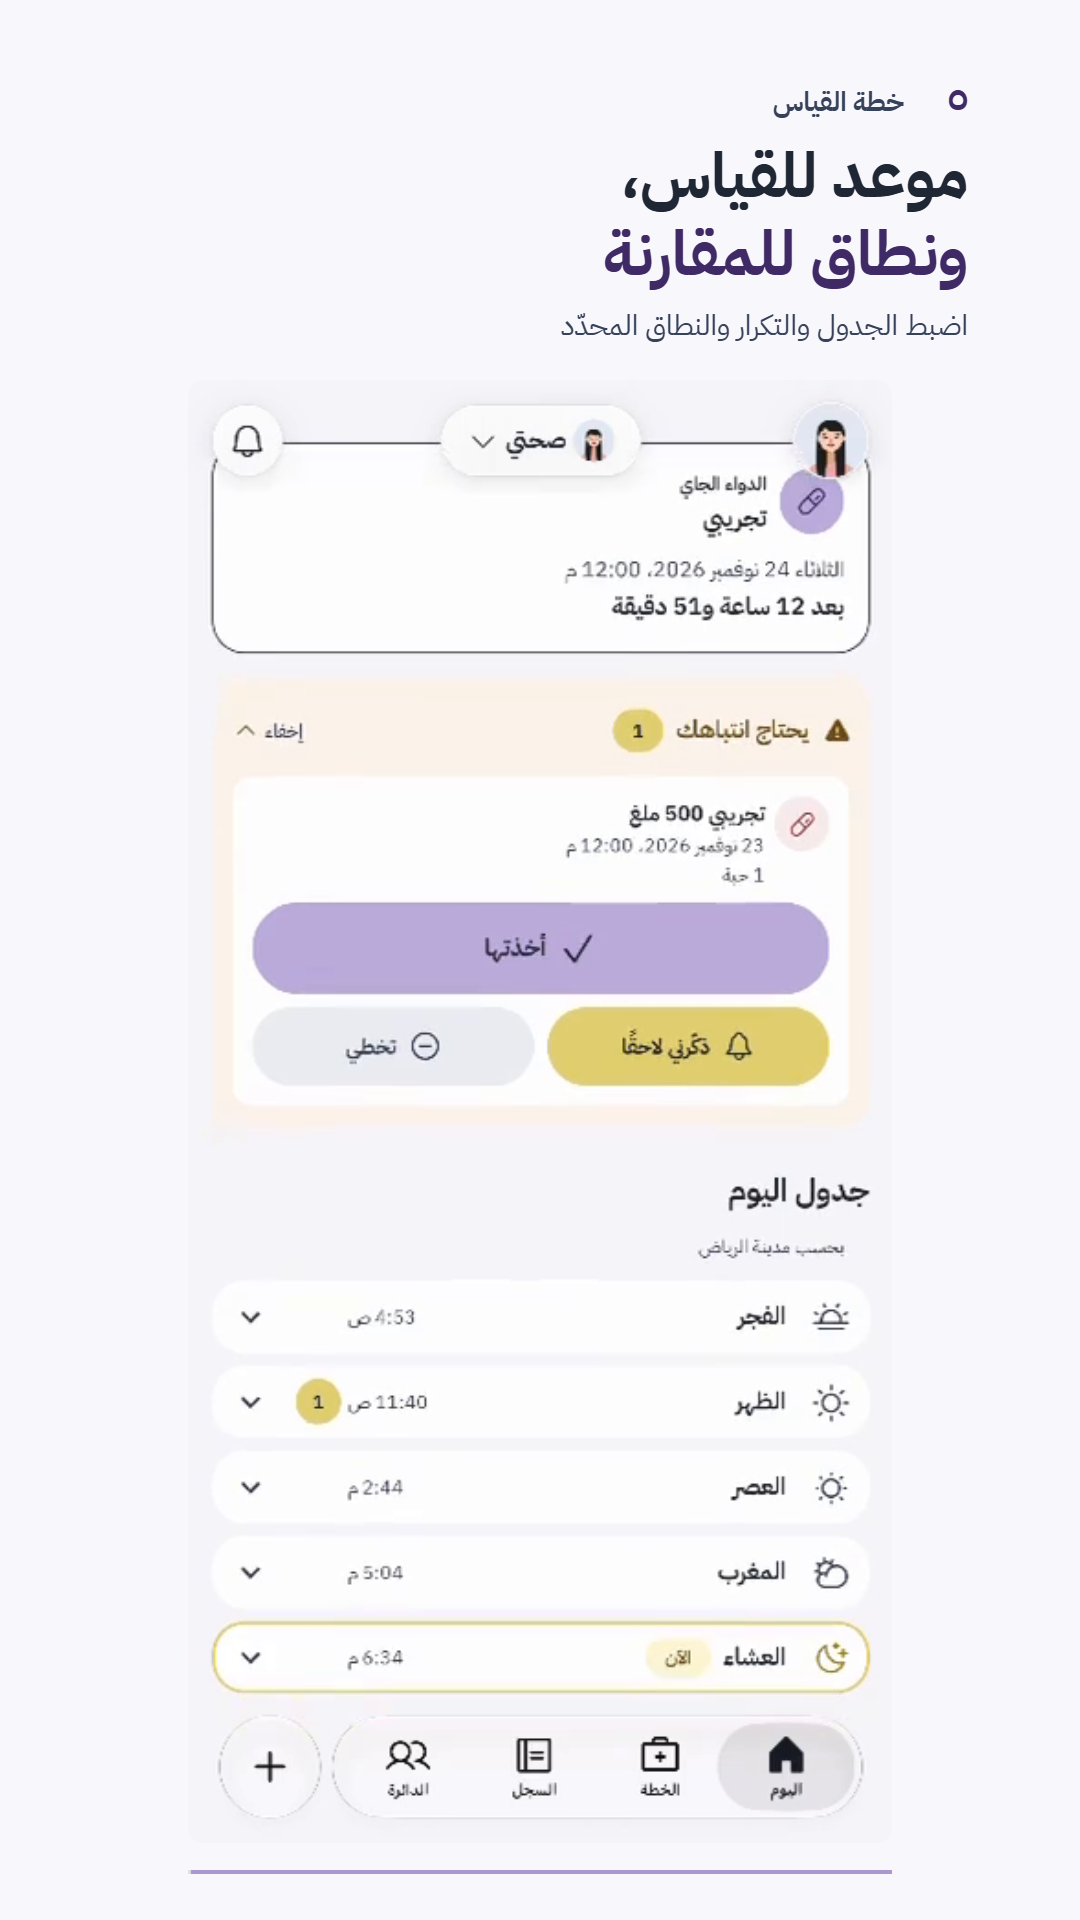 خطة القياس
موعد للقياس،
ونطاق للمقارنة
اضبط الجدول والتكرار والنطاق المحدّد
صحتي
الدواء الجاي
تجريبي
الثلاثاء 24 نوفمبر 2026، 12:00 م
بعد 12 ساعة و51 دقيقة
يحتاج انتباهك 1 إخفاء
تجريبي 500 ملغ
23 نوفمبر 2026، 12:00 م
1 حبة
أخذتها
ذكّرني لاحقًا تخطي
جدول اليوم
بحسب مدينة الرياض
الفجر 4:53 ص
الظهر 11:40 ص 1
العصر 2:44 م
المغرب 5:04 م
العشاء الآن 6:34 م
اليوم الخطة السجل الدائرة